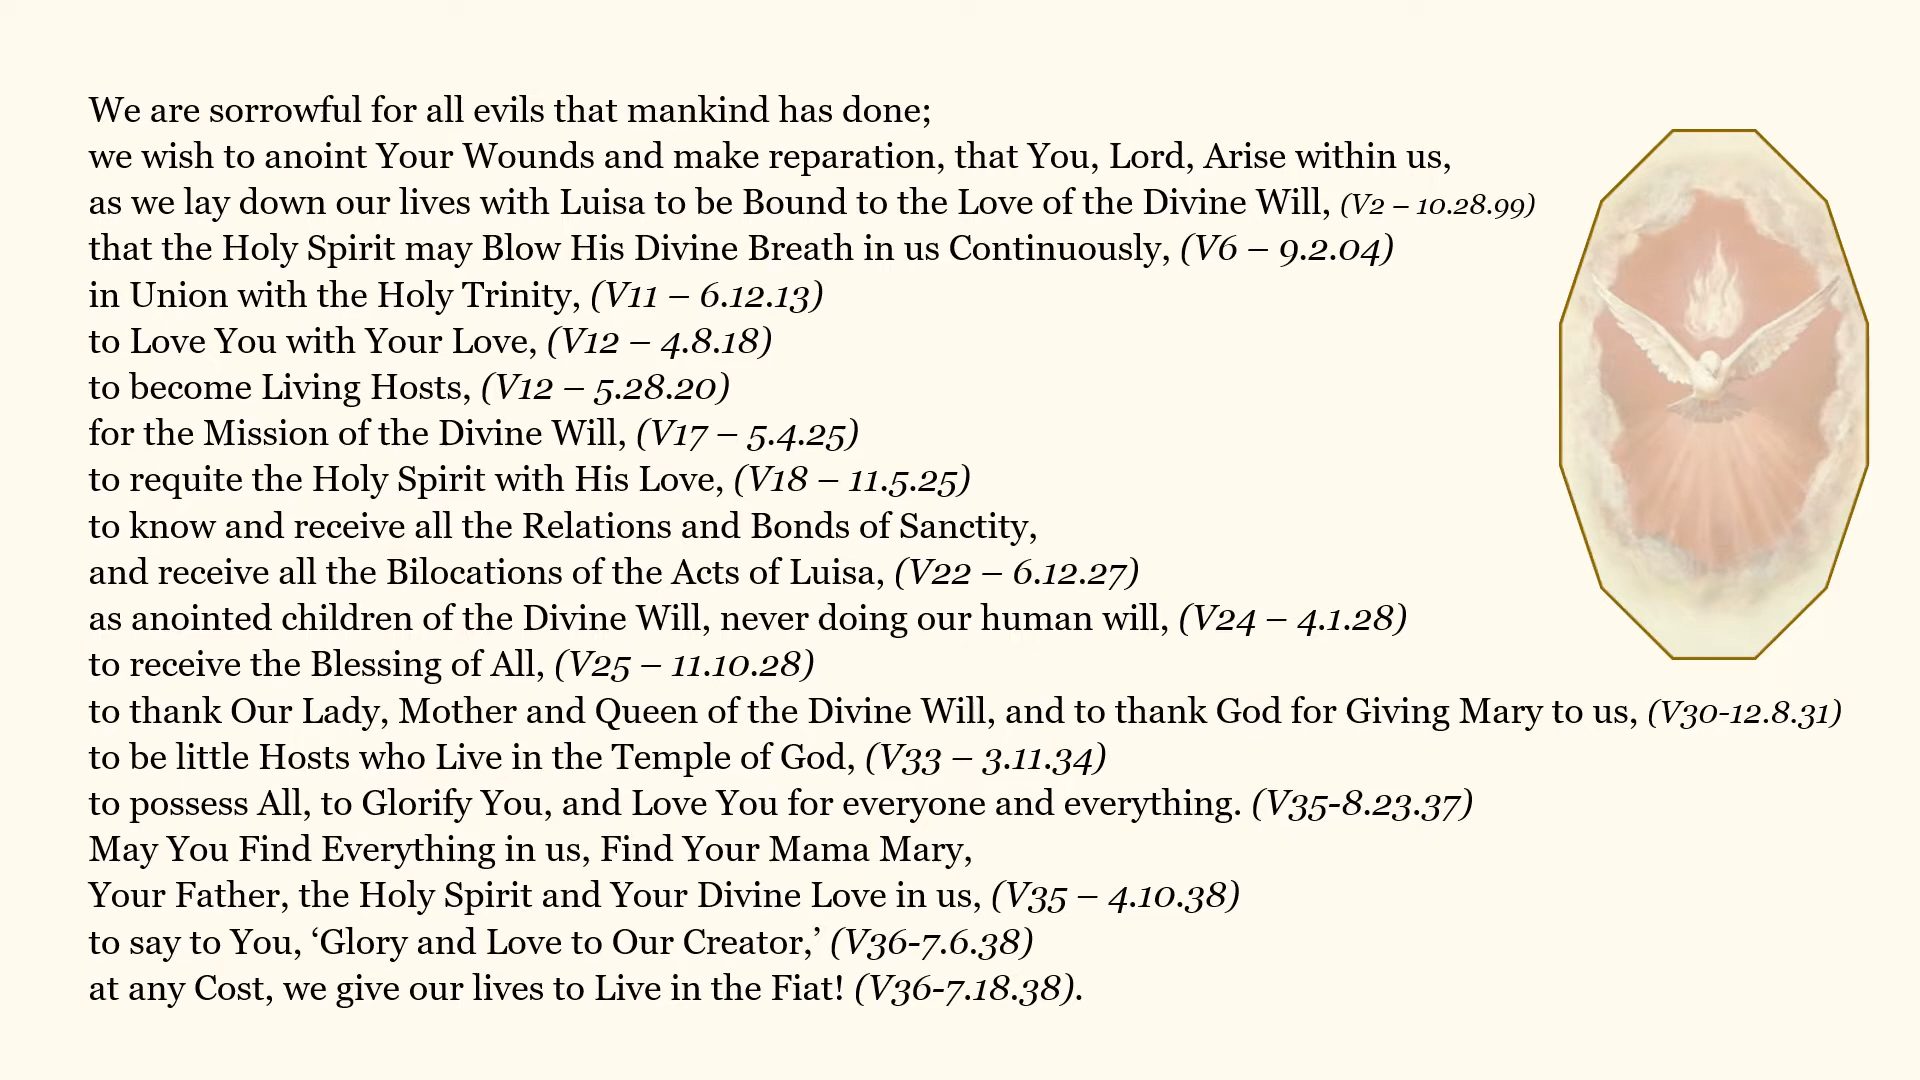 We are sorrowful for all evils that mankind has done;
we wish to anoint Your Wounds and make reparation, that You, Lord, Arise within us,
as we lay down our lives with Luisa to be Bound to the Love of the Divine Will, (V2 – 10.28.99)
that the Holy Spirit may Blow His Divine Breath in us Continuously, (V6 – 9.2.04)
in Union with the Holy Trinity, (V11 – 6.12.13)
to Love You with Your Love, (V12 – 4.8.18)
to become Living Hosts, (V12 – 5.28.20)
for the Mission of the Divine Will, (V17 – 5.4.25)
to requite the Holy Spirit with His Love, (V18 – 11.5.25)
to know and receive all the Relations and Bonds of Sanctity,
and receive all the Bilocations of the Acts of Luisa, (V22 – 6.12.27)
as anointed children of the Divine Will, never doing our human will, (V24 – 4.1.28)
to receive the Blessing of All, (V25 – 11.10.28)
to thank Our Lady, Mother and Queen of the Divine Will, and to thank God for Giving Mary to us, (V30-12.8.31)
to be little Hosts who Live in the Temple of God, (V33 – 3.11.34)
to possess All, to Glorify You, and Love You for everyone and everything. (V35-8.23.37)
May You Find Everything in us, Find Your Mama Mary,
Your Father, the Holy Spirit and Your Divine Love in us, (V35 – 4.10.38)
to say to You, ‘Glory and Love to Our Creator,’ (V36-7.6.38)
at any Cost, we give our lives to Live in the Fiat! (V36-7.18.38).